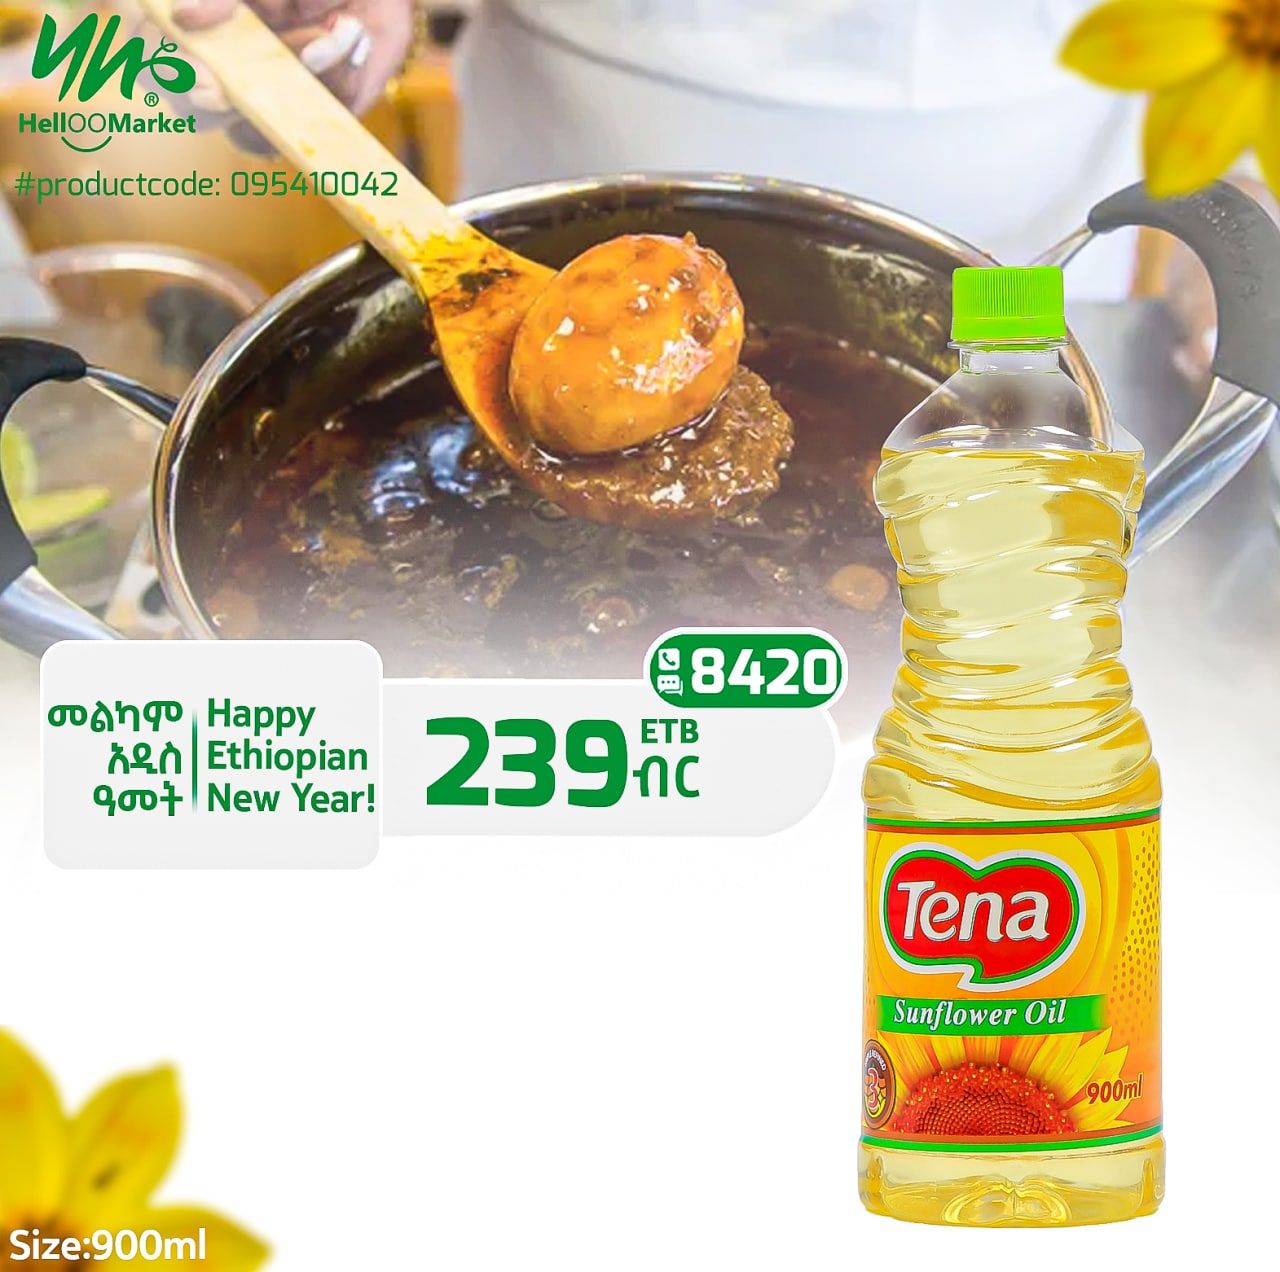 HellOOMarket
#productcode: 095410042
8420
መልካም
አዲስ
ዓመት
Happy
Ethiopian
New Year!
239 ETB
ብር
Tena
Sunflower Oil
3
900ml
Size:900ml